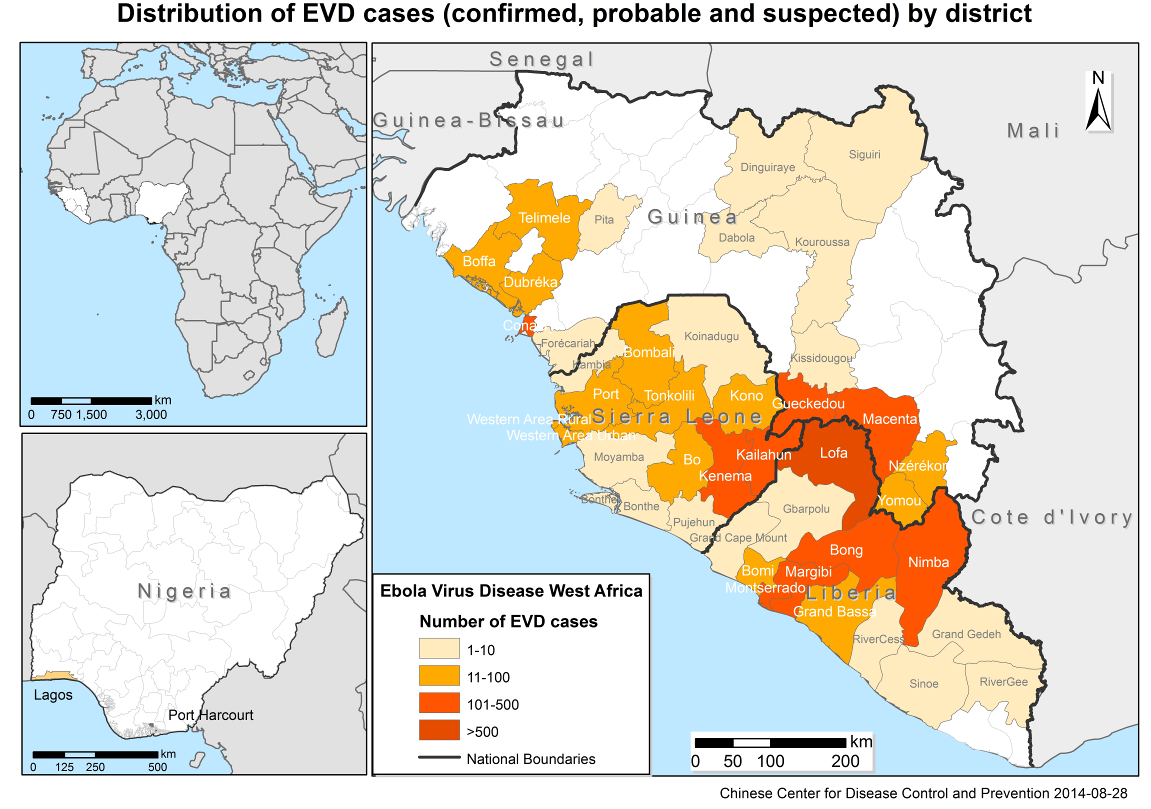 Distribution of EVD cases (confirmed, probable and suspected) by district
Senegal
N
Guinea-Bissau
Mali
Siguiri
Dinguiraye
Telimele
Pita
Guinea
Dabola
Kouroussa
Boffa
Dubréka
Cona
Forécariah
Koinadugu
Bombali
Kissidougou
Kambia
Port
Tonkolili
Kono
Gueckedou
Macenta
Western Area Rural
Sierra Leone
Western Area Urban
Moyamba
Bo
Kailahun
Lofa
Nzérékor
Kenema
Bonthe
Bonthe
Yomou
Gbarpolu
Pujehun
Cote d'Ivory
Grand Cape Mount
Bong
Nimba
Bomi
Margibi
Montserrado
Liberia
Grand Bassa
RiverCess
Grand Gedeh
Sinoe
RiverGee
km
0 750 1,500 3,000
Nigeria
Lagos
Port Harcourt
km
0 125 250 500
Ebola Virus Disease West Africa
Number of EVD cases
1-10
11-100
101-500
>500
National Boundaries
km
0 50 100 200
Chinese Center for Disease Control and Prevention 2014-08-28